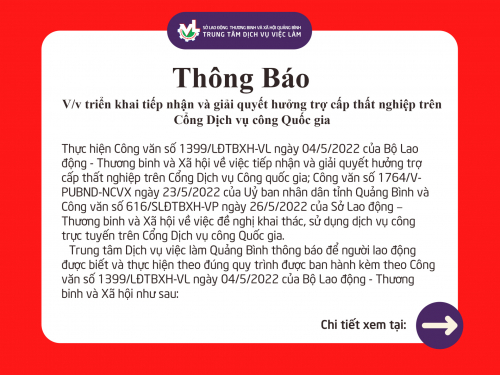 SỞ LAO ĐỘNG THƯƠNG BINH VÀ XÃ HỘI QUẢNG BÌNH
TRUNG TÂM DỊCH VỤ VIỆC LÀM
Thông Báo
V/v triển khai tiếp nhận và giải quyết hưởng trợ cấp thất nghiệp trên
Cổng Dịch vụ công Quốc gia
Thực hiện Công văn số 1399/LĐTBXH-VL ngày 04/5/2022 của Bộ Lao
động - Thương binh và Xã hội về việc tiếp nhận và giải quyết hưởng trợ
cấp thất nghiệp trên Cổng Dịch vụ Công quốc gia; Công văn số 1764/V-
PUBND-NCVX ngày 23/5/2022 của Uỷ ban nhân dân tỉnh Quảng Bình và
Công văn số 616/SLĐTBXH-VP ngày 26/5/2022 của Sở Lao động –
Thương binh và Xã hội về việc đề nghị khai thác, sử dụng dịch vụ công
trực tuyến trên Cổng Dịch vụ công Quốc gia.
Trung tâm Dịch vụ việc làm Quảng Bình thông báo để người lao động
được biết và thực hiện theo đúng quy trình được ban hành kèm theo Công
văn số 1399/LĐTBXH-VL ngày 04/5/2022 của Bộ Lao động - Thương
binh và Xã hội như sau:
Chi tiết xem tại: